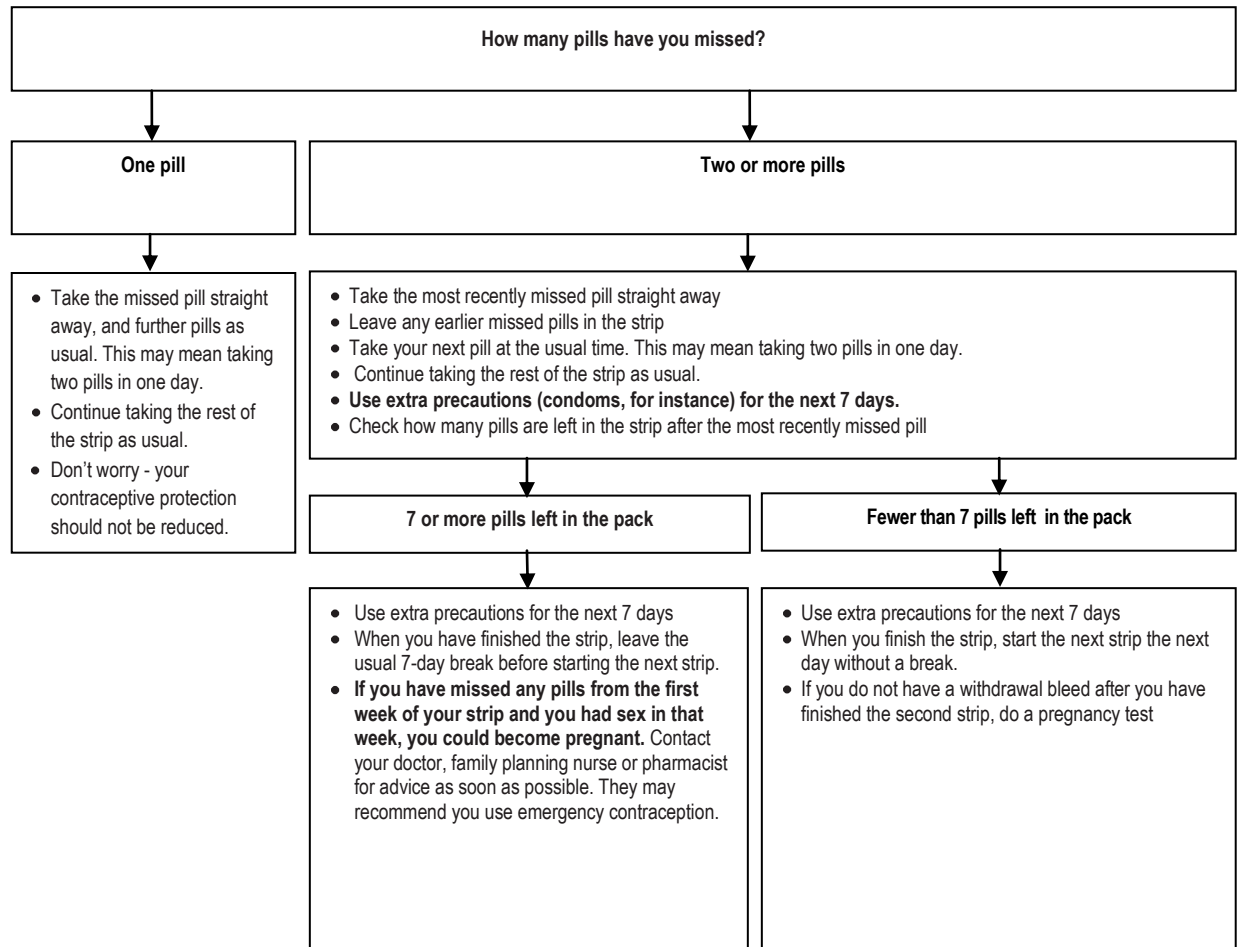 How many pills have you missed?
One pill
Two or more pills
• Take the missed pill straight
away, and further pills as
usual. This may mean taking
two pills in one day.
• Continue taking the rest of
the strip as usual.
• Don't worry - your
contraceptive protection
should not be reduced.
• Take the most recently missed pill straight away
• Leave any earlier missed pills in the strip
• Take your next pill at the usual time. This may mean taking two pills in one day.
• Continue taking the rest of the strip as usual.
• Use extra precautions (condoms, for instance) for the next 7 days.
• Check how many pills are left in the strip after the most recently missed pill
7 or more pills left in the pack
Fewer than 7 pills left in the pack
• Use extra precautions for the next 7 days
• When you have finished the strip, leave the
usual 7-day break before starting the next strip.
• If you have missed any pills from the first
week of your strip and you had sex in that
week, you could become pregnant. Contact
your doctor, family planning nurse or pharmacist
for advice as soon as possible. They may
recommend you use emergency contraception.
• Use extra precautions for the next 7 days
• When you finish the strip, start the next strip the next
day without a break.
• If you do not have a withdrawal bleed after you have
finished the second strip, do a pregnancy test